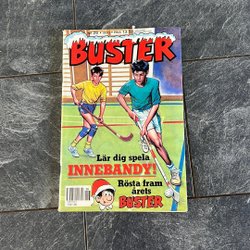 BUSTER
Lär dig spela
INNEBANDY!
Rösta fram
årets
BUSTER